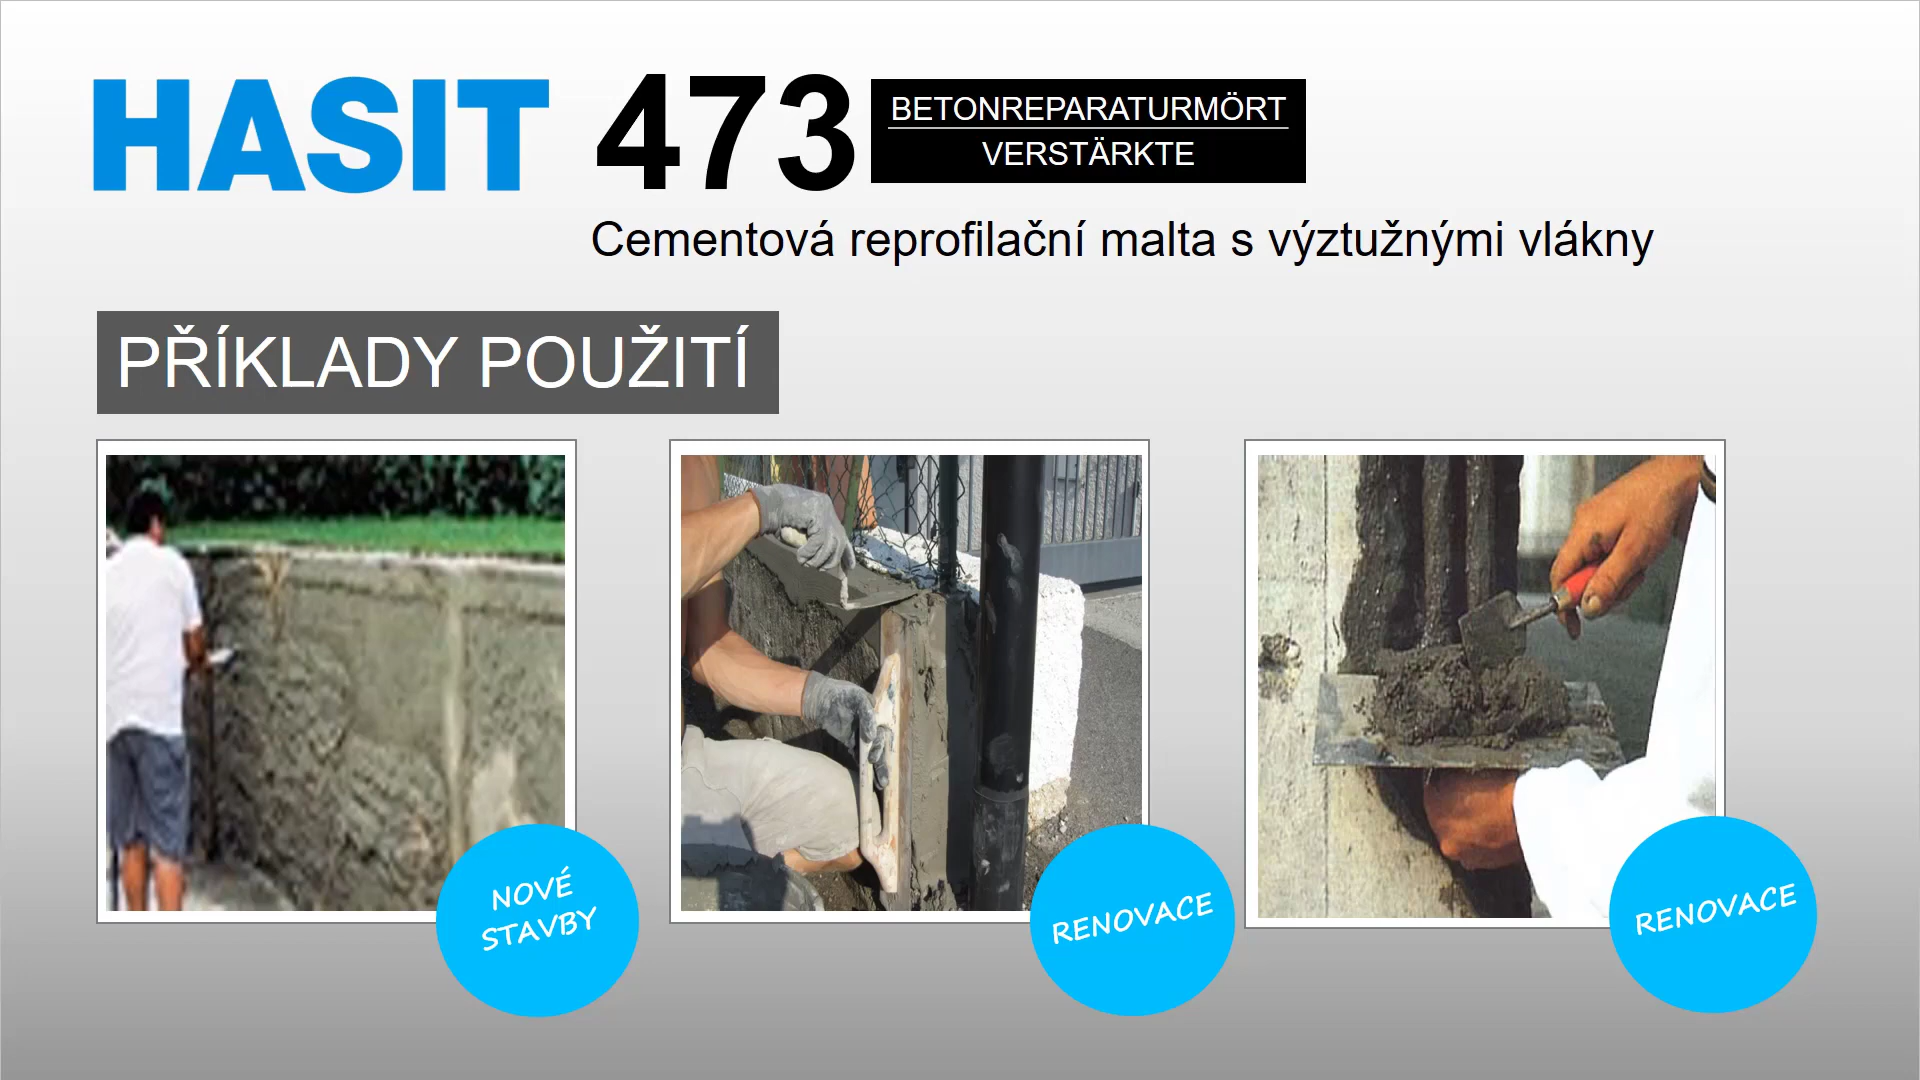 HASIT 473
BETONREPARATURMÖRT
VERSTÄRKTE
Cementová reprofilační malta s výztužnými vlákny
PŘÍKLADY POUŽITÍ
NOVÉ
STAVBY
RENOVACE
RENOVACE